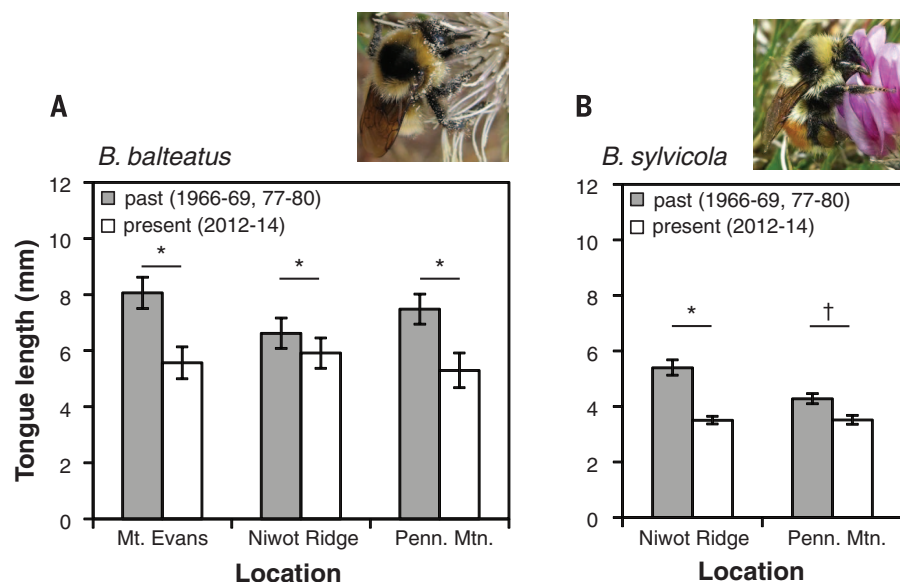 A
B. balteatus
12
10
8
6
4
2
0
Tongue length (mm)
past (1966-69, 77-80)
present (2012-14)
*
*
*
Mt. Evans Niwot Ridge Penn. Mtn.
Location
B
B. sylvicola
12
10
8
6
4
2
0
past (1966-69, 77-80)
present (2012-14)
*
†
Niwot Ridge Penn. Mtn.
Location